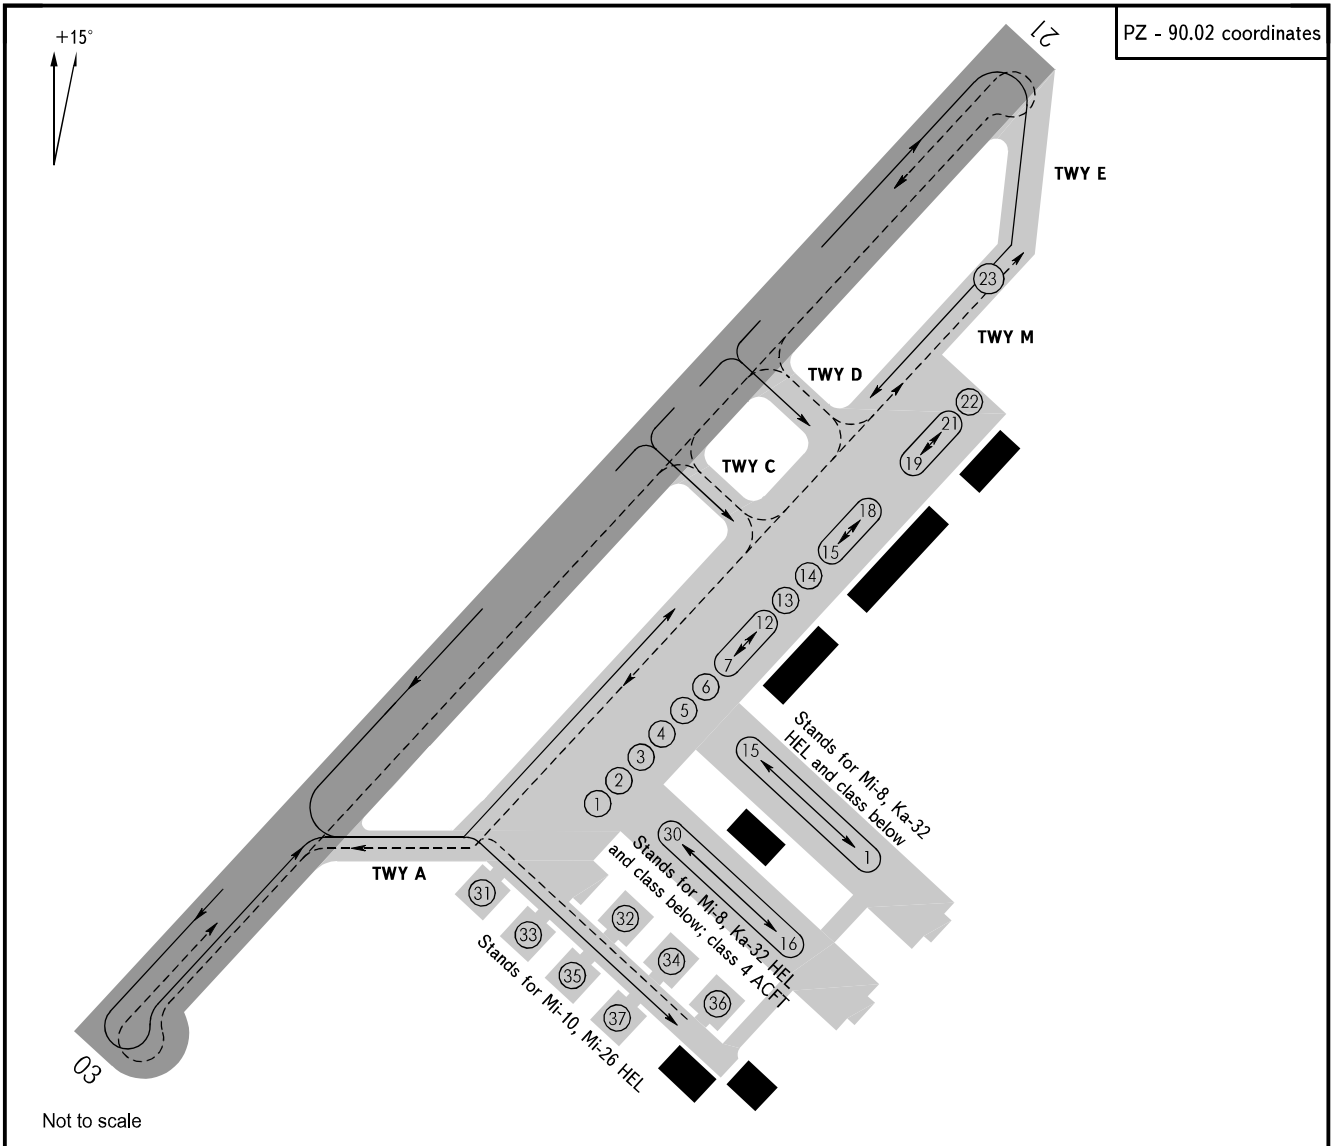 +15°
PZ - 90.02 coordinates
21
TWY E
23
TWY M
TWY D
22
21
19
TWY C
18
15
14
13
12
7
6
5
4
3
2
1
Stands for Mi-8, Ka-32
HEL and class below
15
1
30
16
Stands for Mi-8, Ka-32 HEL
and class below; class 4 ACFT
TWY A
31
32
33
34
35
36
37
Stands for Mi-10, Mi-26 HEL
03
Not to scale